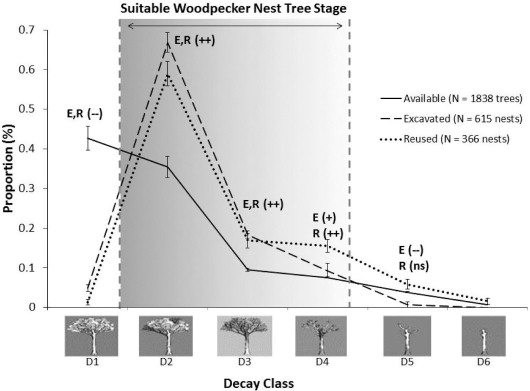 Suitable Woodpecker Nest Tree Stage
0.7
0.6
0.5
0.4
0.3
0.2
0.1
0
Proportion (%)
E,R (--)
E,R (++)
E,R (++)
E (+)
R (++)
E (--)
R (ns)
Available (N = 1838 trees)
Excavated (N = 615 nests)
Reused (N = 366 nests)
D1 D2 D3 D4 D5 D6
Decay Class